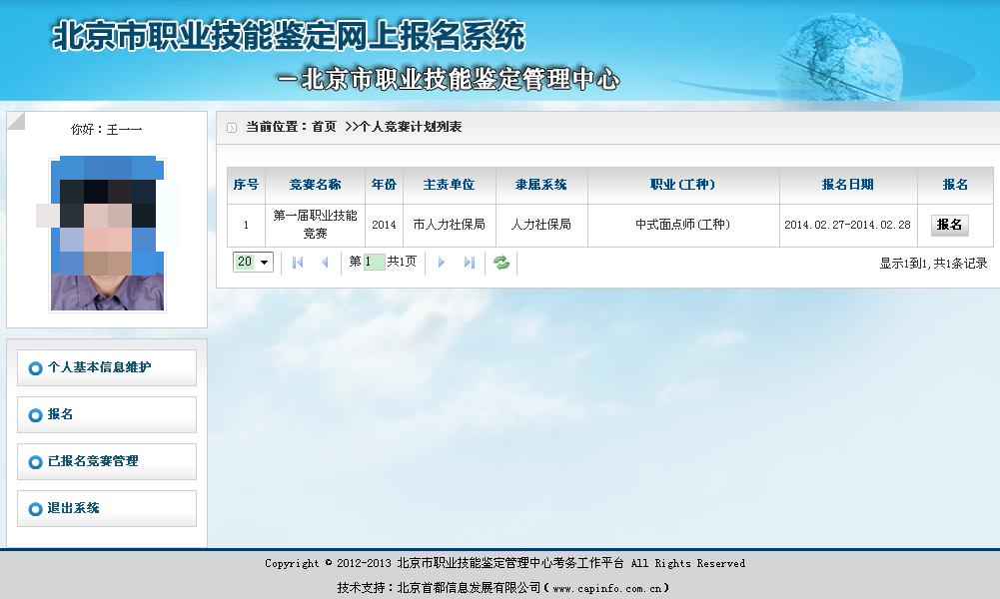 北京市职业技能鉴定网上报名系统
－北京市职业技能鉴定管理中心
你好：王一一
个人基本信息维护
报名
已报名竞赛管理
退出系统
当前位置：首页 >>个人竞赛计划列表
序号 竞赛名称 年份 主责单位 隶属系统 职业(工种) 报名日期 报名
1 第一届职业技能 2014 市人力社保局 人力社保局 中式面点师(工种) 2014.02.27-2014.02.28 报名
竞赛
20 第 1 共1页 显示1到1,共1条记录
Copyright © 2012-2013 北京市职业技能鉴定管理中心考务工作平台 All Rights Reserved
技术支持：北京首都信息发展有限公司(www.capinfo.com.cn)